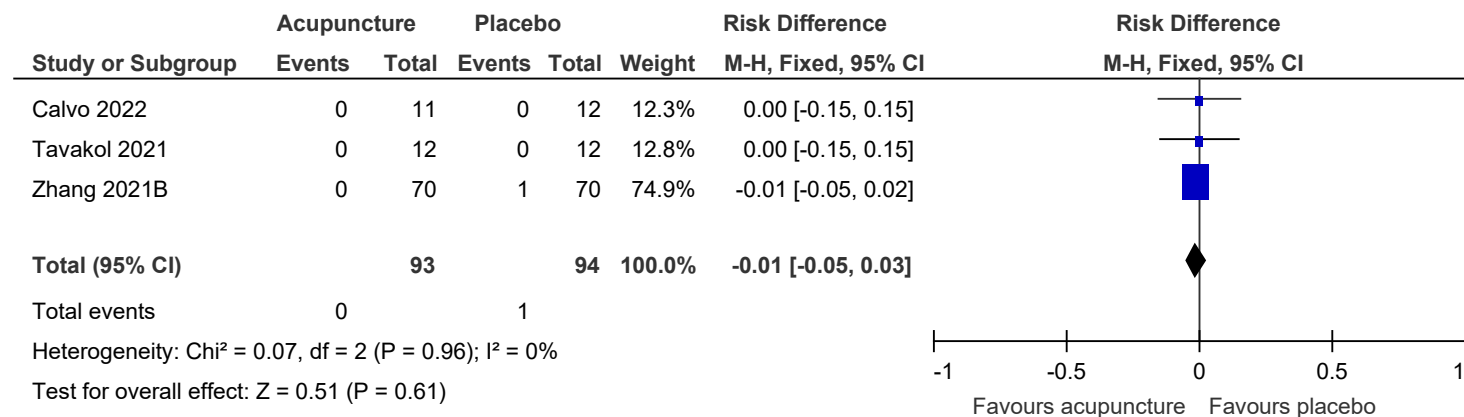 Acupuncture Placebo Risk Difference Risk Difference
Study or Subgroup Events Total Events Total Weight M-H, Fixed, 95% CI M-H, Fixed, 95% CI
Calvo 2022 0 11 0 12 12.3% 0.00 [-0.15, 0.15]
Tavakol 2021 0 12 0 12 12.8% 0.00 [-0.15, 0.15]
Zhang 2021B 0 70 1 70 74.9% -0.01 [-0.05, 0.02]
Total (95% CI) 93 94 100.0% -0.01 [-0.05, 0.03]
Total events 0 1
Heterogeneity: Chi² = 0.07, df = 2 (P = 0.96); I² = 0%
Test for overall effect: Z = 0.51 (P = 0.61)
-1 -0.5 0 0.5 1
Favours acupuncture Favours placebo